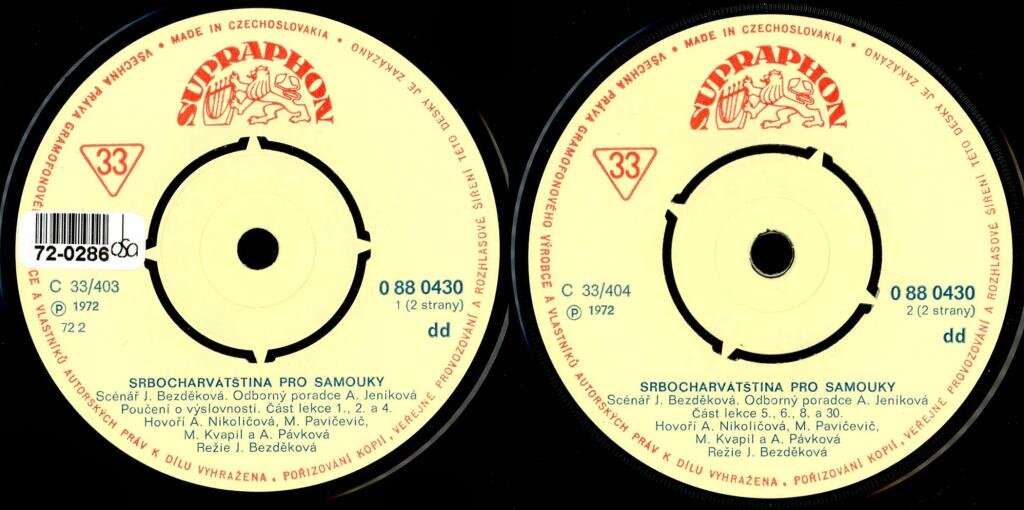 VŠECHNA PRÁVA GRAMOFONOVÉ CE A VLASTNÍKŮ AUTORSKÝCH PRÁV K DÍLU VYHRAŽENA. POŘIZOVÁNÍ KOPIÍ, VEŘEJNÉ PROVOZOVÁNÍ A ROZHLASOVÉ ŠÍŘENÍ TÉTO DESKY JE ZAKÁZÁNO • MADE IN CZECHOSLOVAKIA •
SUPRAPHON
33
72-0286
C 33/403
℗ 1972
72 2
0 88 0430
1 (2 strany)
dd
SRBOCHARVÁTŠTINA PRO SAMOUKY
Scénář J. Bezděková. Odborný poradce A. Jeníková
Poučení o výslovnosti. Část lekce 1., 2. a 4.
Hovoří A. Nikoličová, M. Pavičevič,
M. Kvapil a A. Pávková
Režie J. Bezděková
VŠECHNA PRÁVA GRAMOFONOVÉHO VÝROBCE A VLASTNÍKŮ AUTORSKÝCH PRÁV K DÍLU VYHRAŽENA. POŘIZOVÁNÍ KOPIÍ, VEŘEJNÉ PROVOZOVÁNÍ A ROZHLASOVÉ ŠÍŘENÍ TÉTO DESKY JE ZAKÁZÁNO • MADE IN CZECHOSLOVAKIA •
SUPRAPHON
33
C 33/404
℗ 1972
0 88 0430
2 (2 strany)
dd
SRBOCHARVÁTŠTINA PRO SAMOUKY
Scénář J. Bezděková. Odborný poradce A. Jeníková
Část lekce 5., 6., 8. a 30.
Hovoří A. Nikoličová, M. Pavičevič,
M. Kvapil a A. Pávková
Režie J. Bezděková